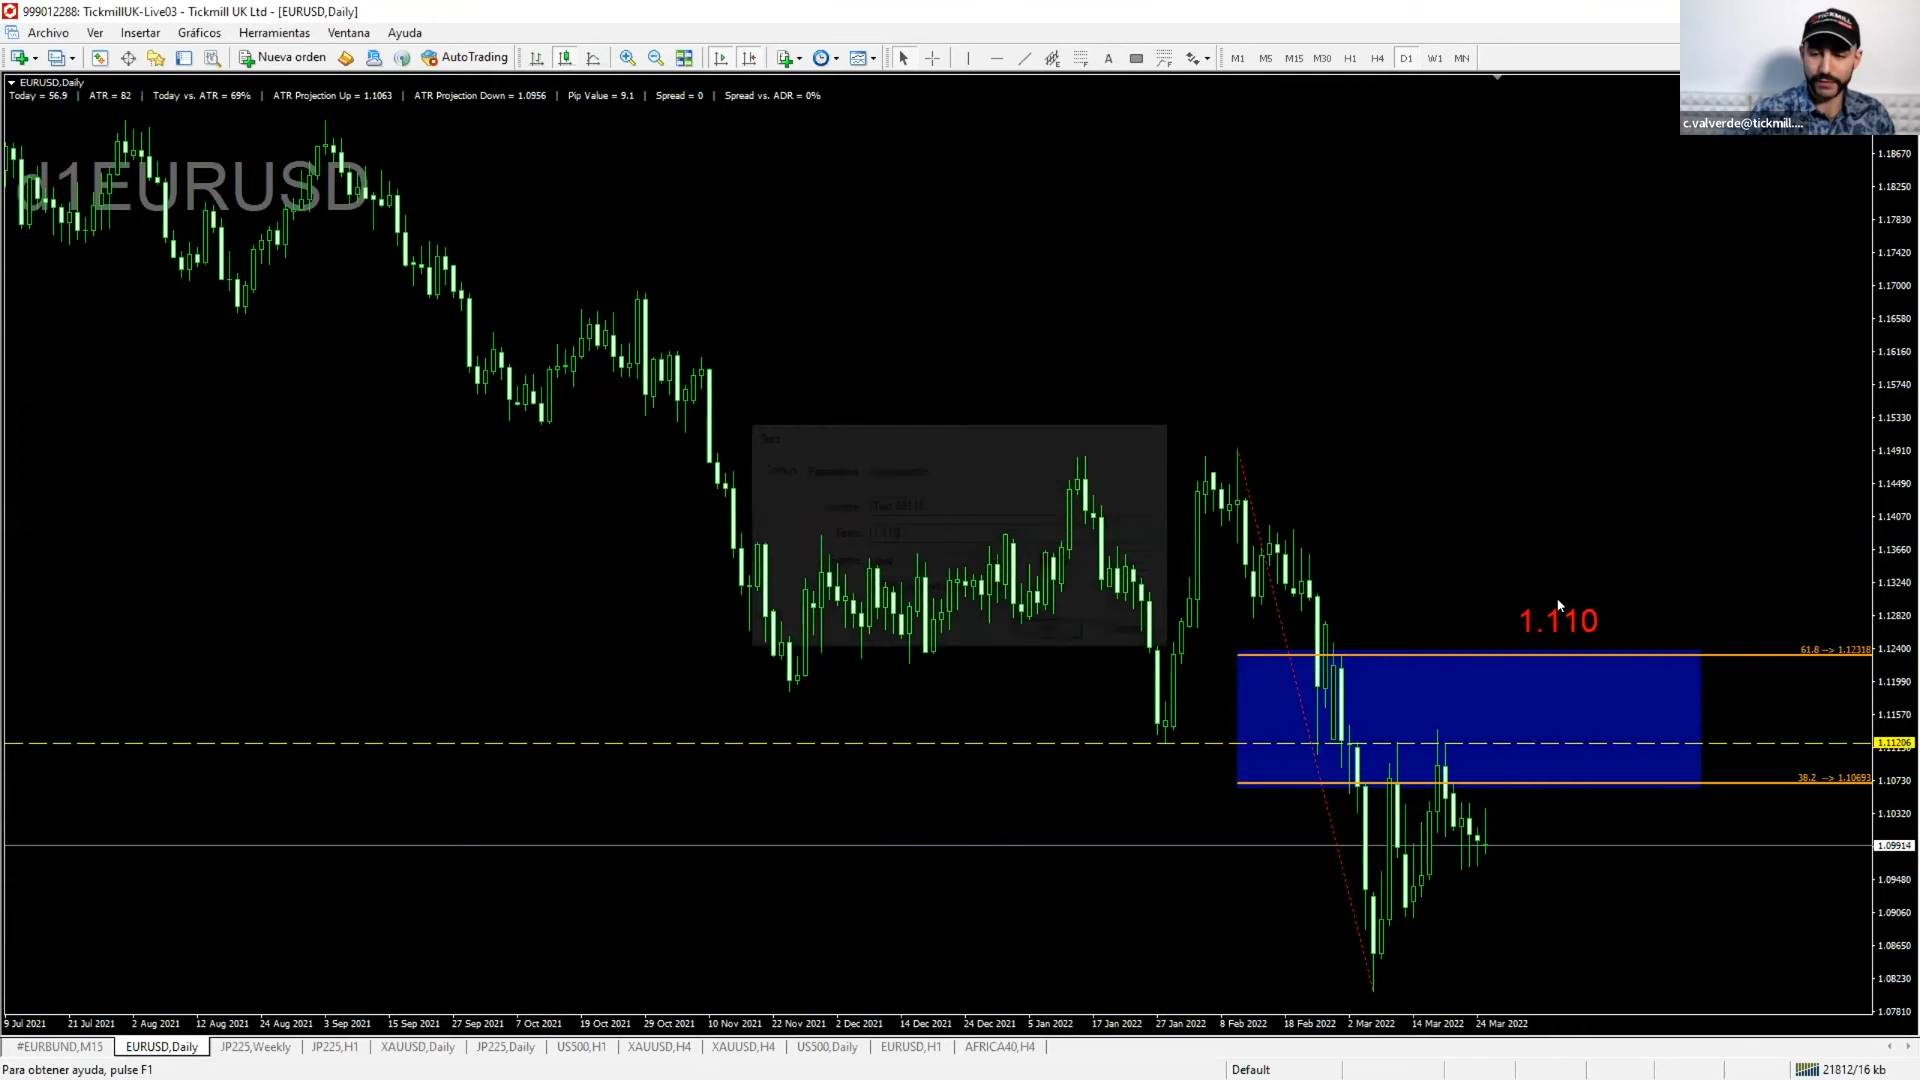 999012288: TickmillUK-Live03 - Tickmill UK Ltd - [EURUSD,Daily]
Archivo Ver Insertar Gráficos Herramientas Ventana Ayuda
Nueva orden AutoTrading A M1 M5 M15 M30 H1 H4 D1 W1 MN
TICKMILL
c.valverde@tickmill....
EURUSD,Daily
Today = 56.9 | ATR = 82 | Today vs. ATR = 69% | ATR Projection Up = 1.1063 | ATR Projection Down = 1.0956 | Pip Value = 9.1 | Spread = 0 | Spread vs. ADR = 0%
d1EURUSD
1.18670
1.18250
1.17830
1.17420
1.17000
1.16580
1.16160
1.15740
1.15330
1.14910
1.14490
1.14070
1.13660
1.13240
1.12820
1.110
1.12400
61.8 --> 1.12318
1.11990
1.11570
1.11206
38.2 --> 1.10693
1.10730
1.10320
1.09914
1.09480
1.09060
1.08650
1.08230
1.07810
9 Jul 2021 21 Jul 2021 2 Aug 2021 12 Aug 2021 24 Aug 2021 3 Sep 2021 15 Sep 2021 27 Sep 2021 7 Oct 2021 19 Oct 2021 29 Oct 2021 10 Nov 2021 22 Nov 2021 2 Dec 2021 14 Dec 2021 24 Dec 2021 5 Jan 2022 17 Jan 2022 27 Jan 2022 8 Feb 2022 18 Feb 2022 2 Mar 2022 14 Mar 2022 24 Mar 2022
#EURBUND,M15 EURUSD,Daily JP225,Weekly JP225,H1 XAUUSD,Daily JP225,Daily US500,H1 XAUUSD,H4 XAUUSD,H4 US500,Daily EURUSD,H1 AFRICA40,H4
Para obtener ayuda, pulse F1 Default 21812/16 kb